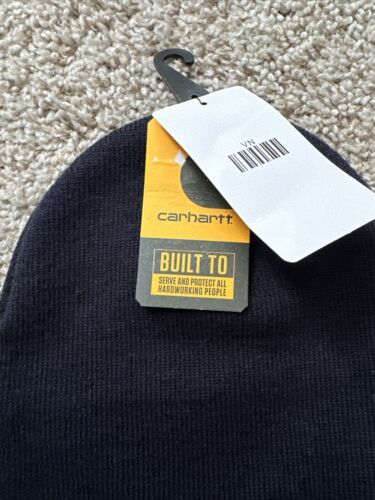 VN
carhartt
BUILT TO
SERVE AND PROTECT ALL
HARDWORKING PEOPLE